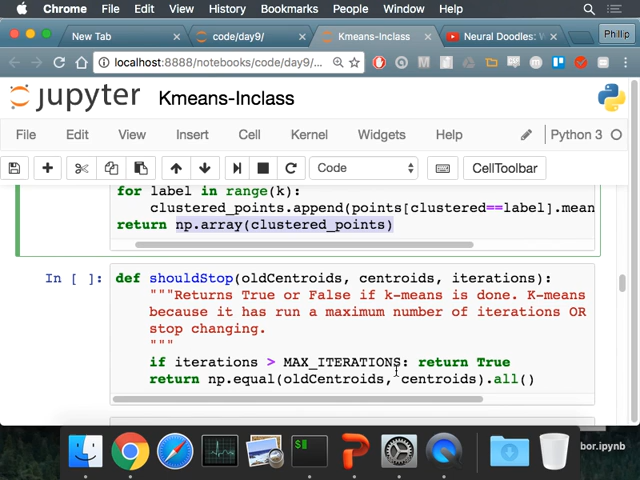 Chrome File Edit View History Bookmarks People Window Help
New Tab code/day9/ Kmeans-Inclass Neural Doodles: W Philip
localhost:8888/notebooks/code/day9/...
jupyter Kmeans-Inclass
File Edit View Insert Cell Kernel Widgets Help Python 3
Code CellToolbar
for label in range(k):
clustered_points.append(points[clustered==label].mean
return np.array(clustered_points)
In [ ]: def shouldStop(oldCentroids, centroids, iterations):
"""Returns True or False if k-means is done. K-means
because it has run a maximum number of iterations OR
stop changing.
"""
if iterations > MAX_ITERATIONS: return True
return np.equal(oldCentroids, centroids).all()
bor.ipynb